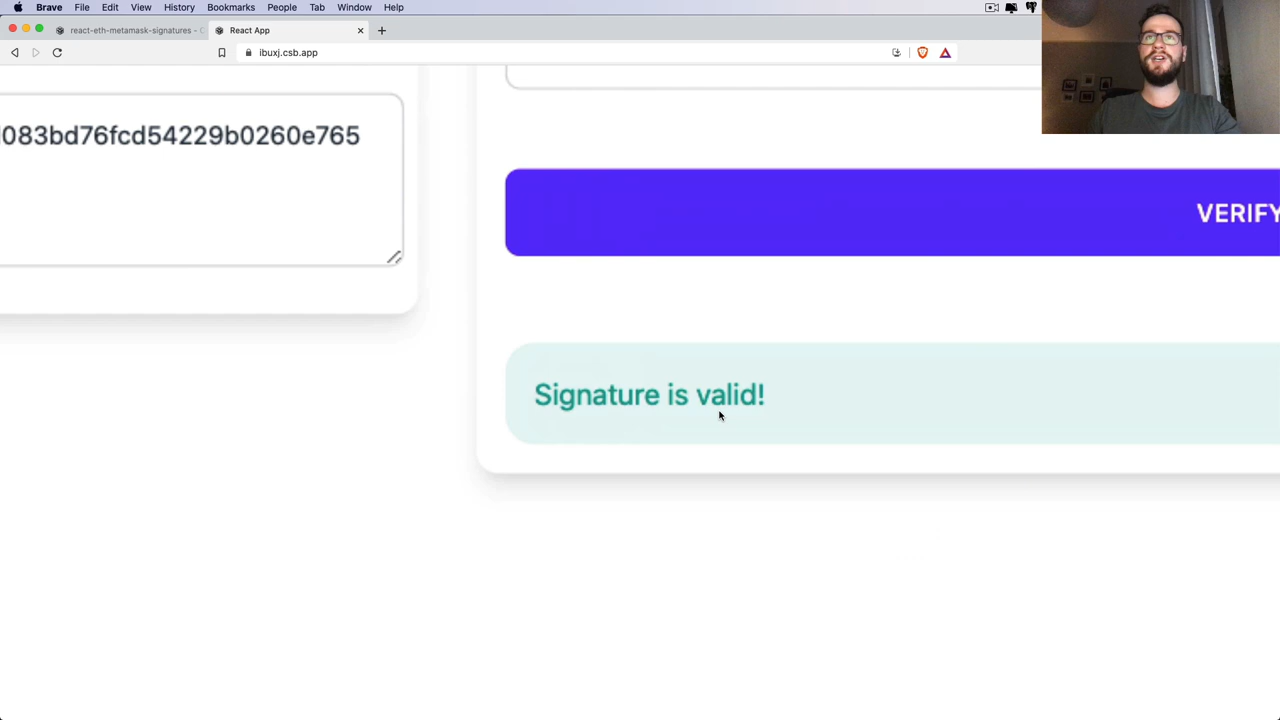 Brave File Edit View History Bookmarks People Tab Window Help
react-eth-metamask-signatures - C
React App
ibuxj.csb.app
083bd76fcd54229b0260e765
VERIFY
Signature is valid!